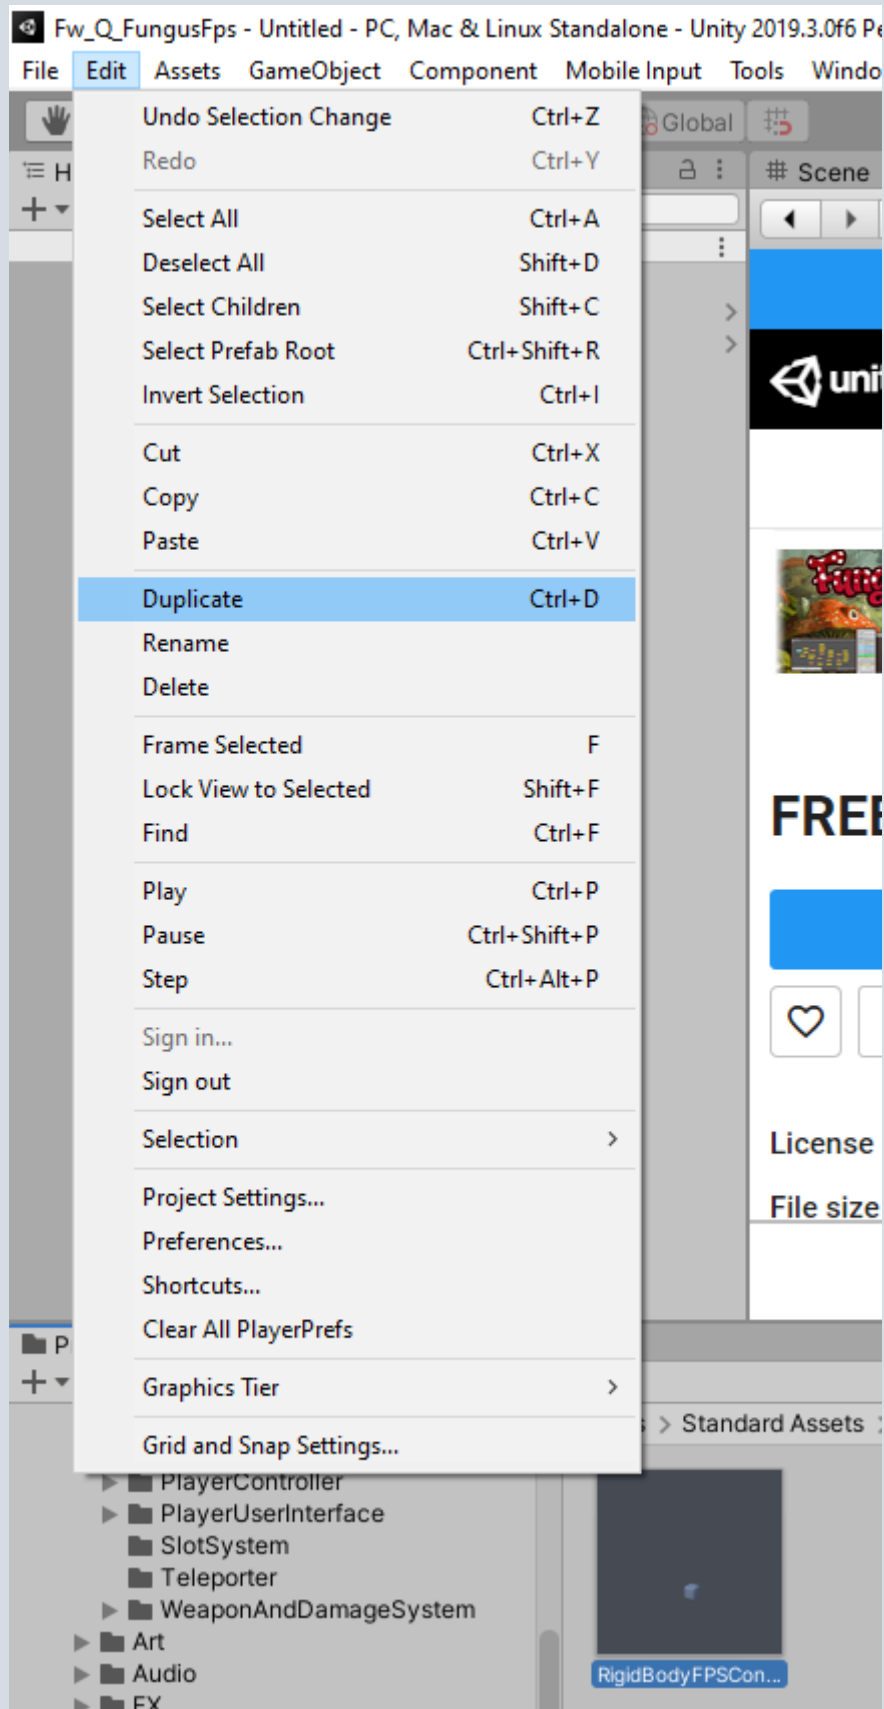 Fw_Q_FungusFps - Untitled - PC, Mac & Linux Standalone - Unity 2019.3.0f6
File Edit Assets GameObject Component Mobile Input Tools Windo
Undo Selection Change Ctrl+Z
Global
Redo Ctrl+Y
H
Scene
Select All Ctrl+A
Deselect All Shift+D
Select Children Shift+C
Select Prefab Root Ctrl+Shift+R
Invert Selection Ctrl+I
unit
Cut Ctrl+X
Copy Ctrl+C
Paste Ctrl+V
Duplicate Ctrl+D
Fung
Rename
Delete
Frame Selected F
Lock View to Selected Shift+F
Find Ctrl+F
FREE
Play Ctrl+P
Pause Ctrl+Shift+P
Step Ctrl+Alt+P
Sign in...
Sign out
Selection
License
Project Settings...
File size
Preferences...
Shortcuts...
Clear All PlayerPrefs
P
Graphics Tier
Standard Assets
Grid and Snap Settings...
PlayerController
PlayerUserInterface
SlotSystem
Teleporter
WeaponAndDamageSystem
Art
Audio
RigidBodyFPSCon...
FX